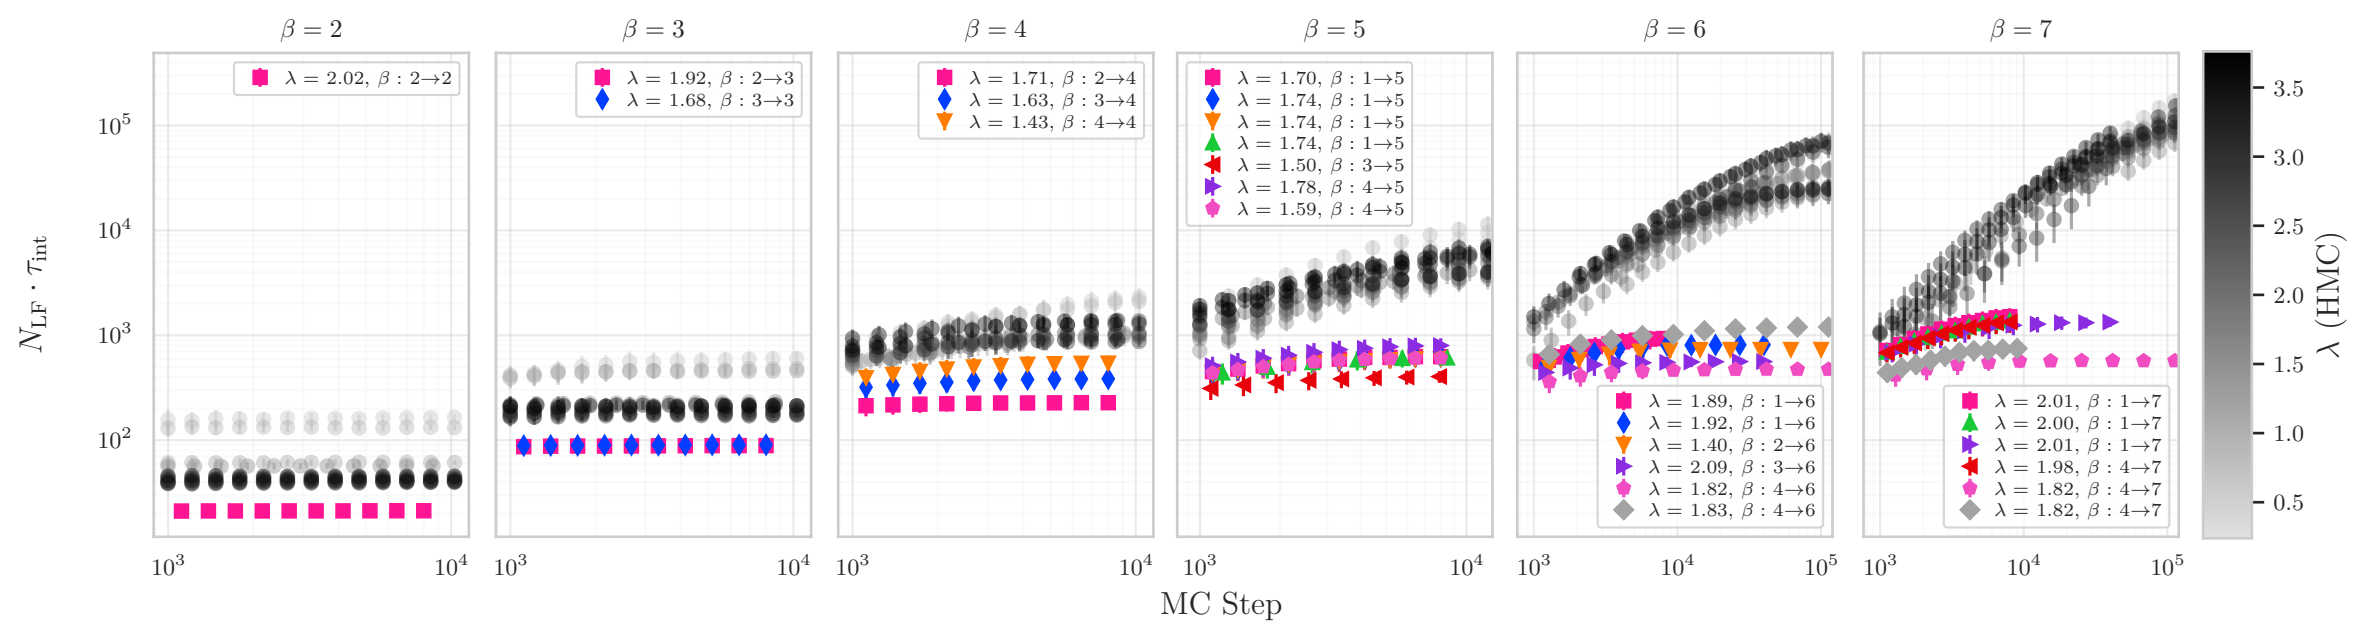 β = 2
β = 3
β = 4
β = 5
β = 6
β = 7
N_LF · τ_int
10^5
10^4
10^3
10^2
λ = 2.02, β : 2→2
λ = 1.92, β : 2→3
λ = 1.68, β : 3→3
λ = 1.71, β : 2→4
λ = 1.63, β : 3→4
λ = 1.43, β : 4→4
λ = 1.70, β : 1→5
λ = 1.74, β : 1→5
λ = 1.74, β : 1→5
λ = 1.74, β : 1→5
λ = 1.50, β : 3→5
λ = 1.78, β : 4→5
λ = 1.59, β : 4→5
λ = 1.89, β : 1→6
λ = 1.92, β : 1→6
λ = 1.40, β : 2→6
λ = 2.09, β : 3→6
λ = 1.82, β : 4→6
λ = 1.83, β : 4→6
λ = 2.01, β : 1→7
λ = 2.00, β : 1→7
λ = 2.01, β : 1→7
λ = 1.98, β : 4→7
λ = 1.82, β : 4→7
λ = 1.82, β : 4→7
10^3 10^4
10^3 10^4
10^3 10^4
10^3 10^4
10^3 10^4 10^5
10^3 10^4 10^5
MC Step
3.5
3.0
2.5
2.0
1.5
1.0
0.5
λ (HMC)